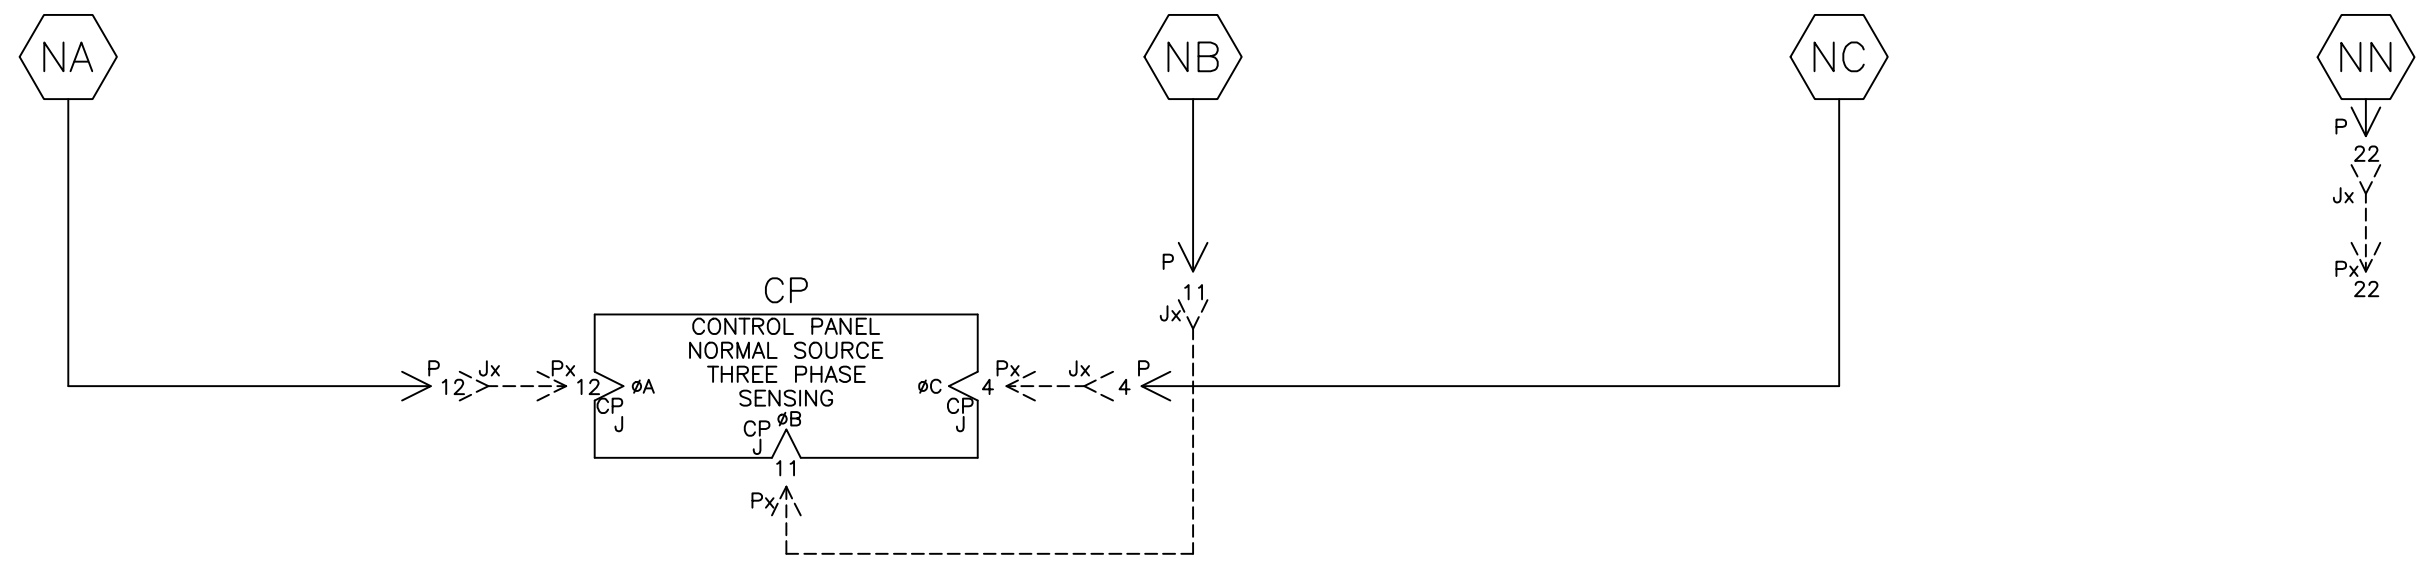 NA
NB
NC
NN
P
22
Jx
Px
22
P
11
Jx
CP
CONTROL PANEL
NORMAL SOURCE
THREE PHASE
SENSING
P
12
Jx
Px
12
øA
CP
J
øC
4
Px
Jx
4
P
CP
J
øB
CP
J
11
Px